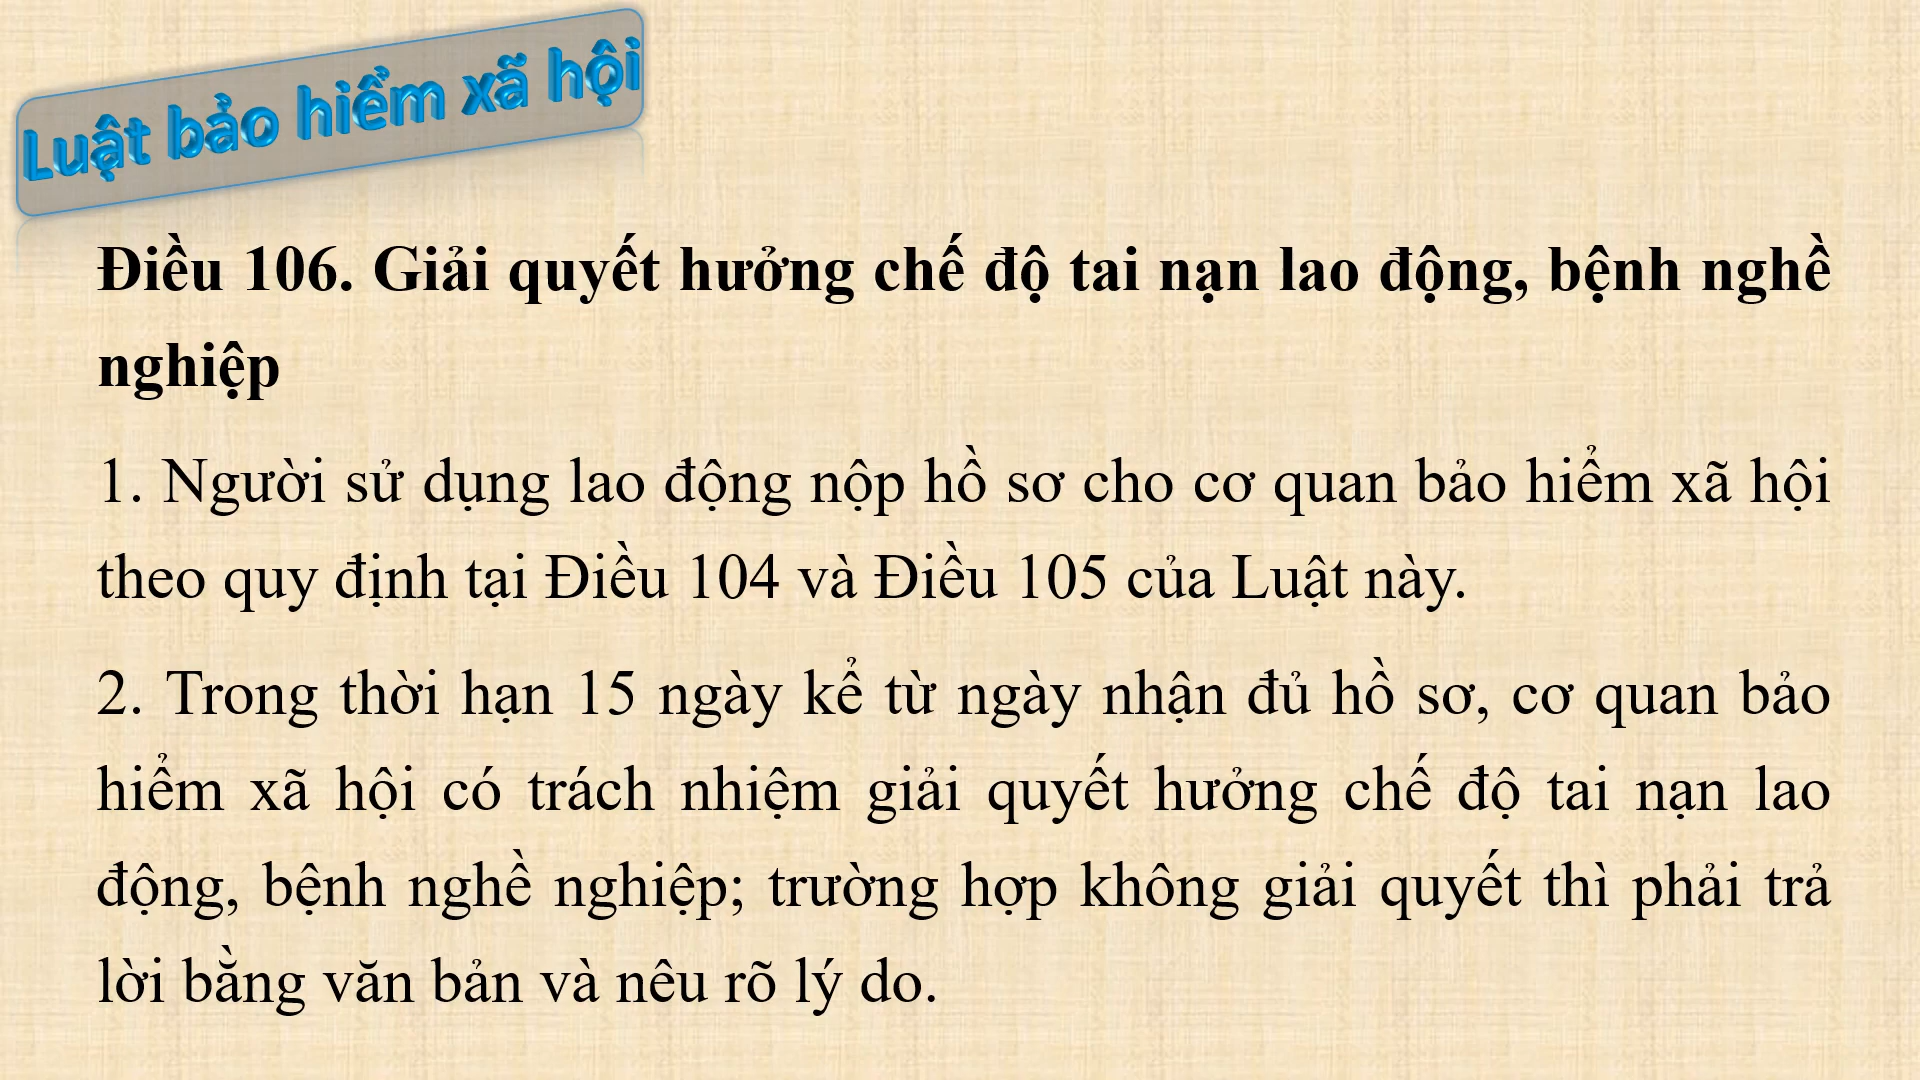 Luật bảo hiểm xã hội
Điều 106. Giải quyết hưởng chế độ tai nạn lao động, bệnh nghề
nghiệp
1. Người sử dụng lao động nộp hồ sơ cho cơ quan bảo hiểm xã hội
theo quy định tại Điều 104 và Điều 105 của Luật này.
2. Trong thời hạn 15 ngày kể từ ngày nhận đủ hồ sơ, cơ quan bảo
hiểm xã hội có trách nhiệm giải quyết hưởng chế độ tai nạn lao
động, bệnh nghề nghiệp; trường hợp không giải quyết thì phải trả
lời bằng văn bản và nêu rõ lý do.